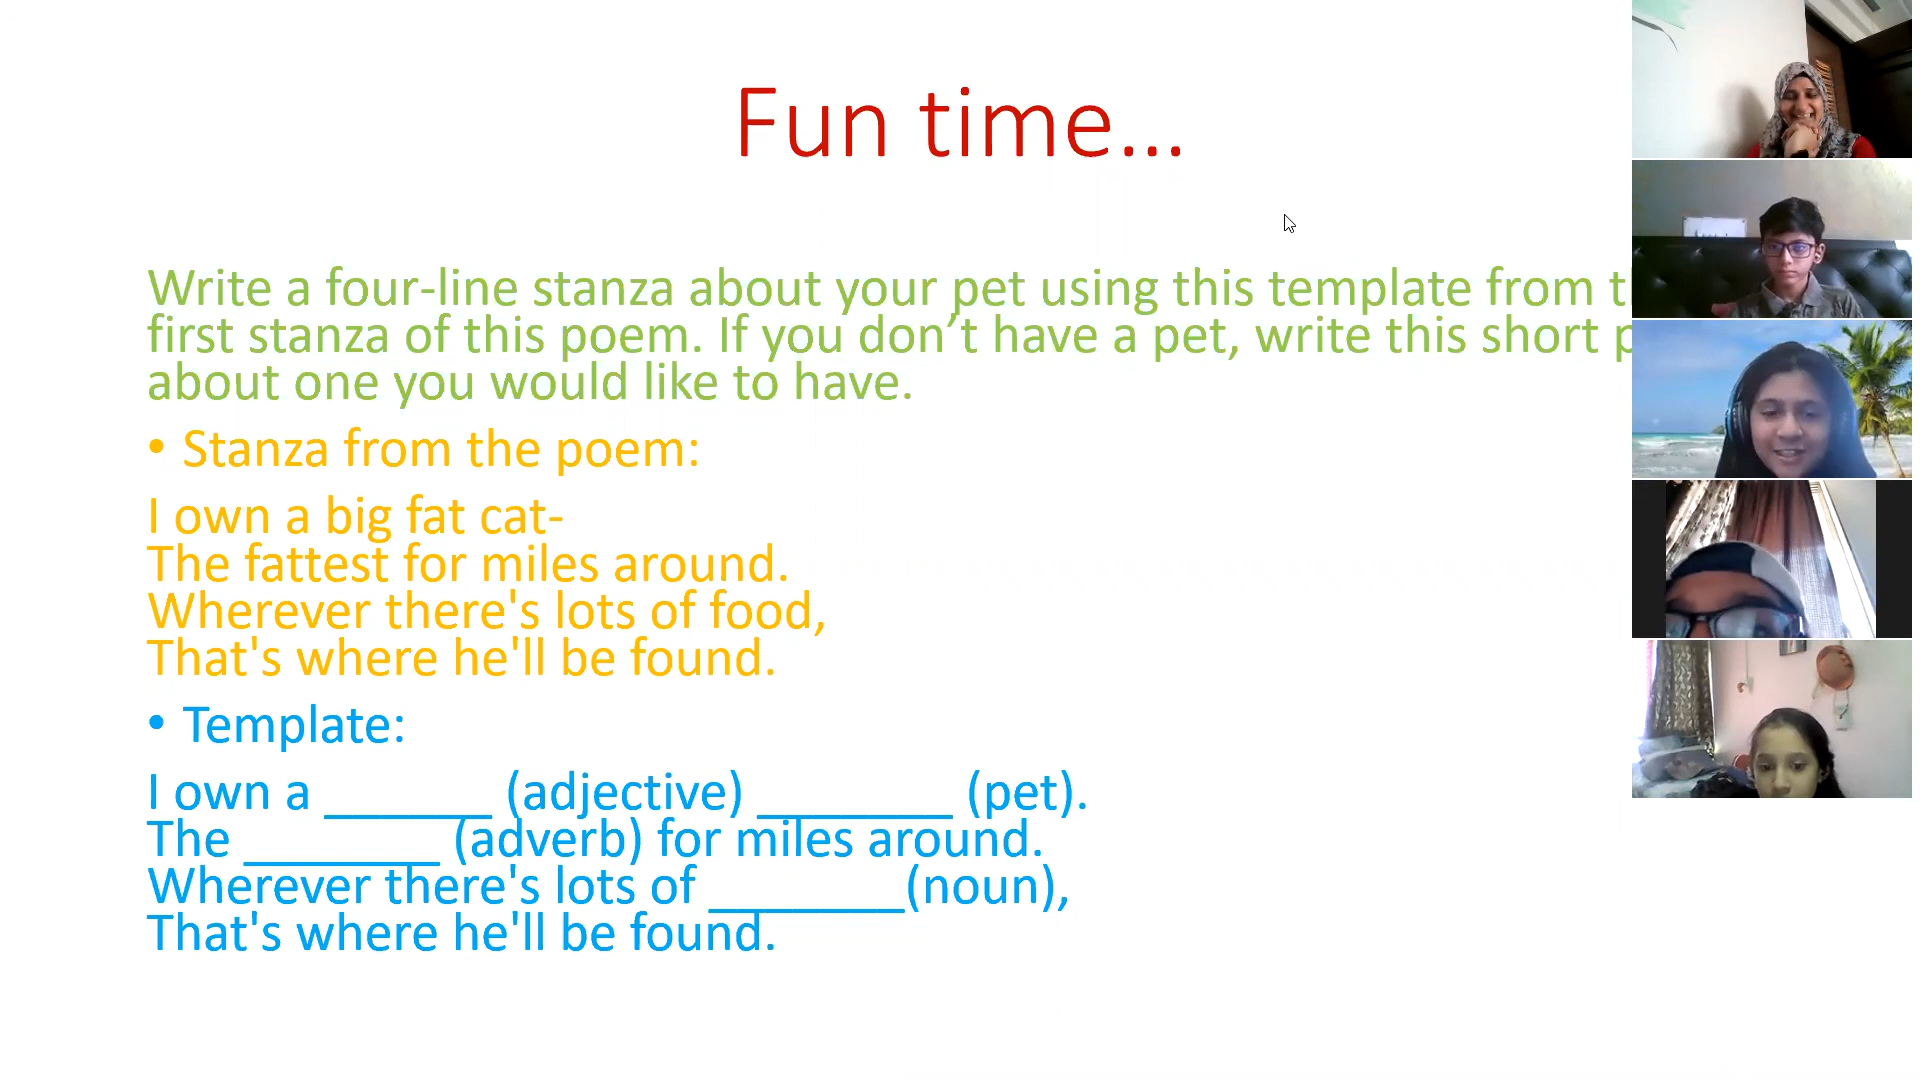 Fun time...
Write a four-line stanza about your pet using this template from
first stanza of this poem. If you don't have a pet, write this short
about one you would like to have.
• Stanza from the poem:
I own a big fat cat-
The fattest for miles around.
Wherever there's lots of food,
That's where he'll be found.
• Template:
I own a ______ (adjective) _______ (pet).
The _______ (adverb) for miles around.
Wherever there's lots of _______(noun),
That's where he'll be found.